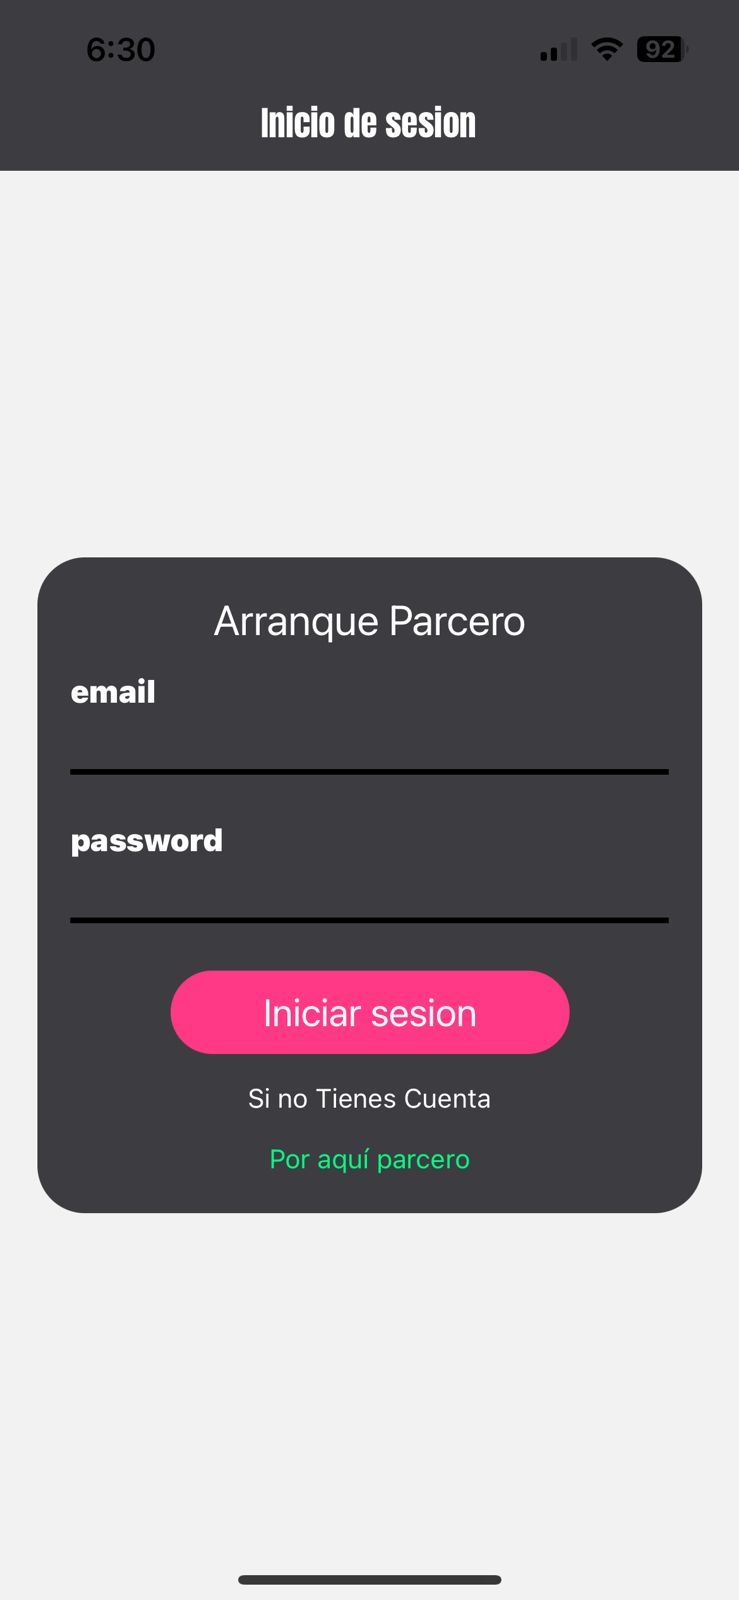 6:30
92
Inicio de sesion
Arranque Parcero
email
password
Iniciar sesion
Si no Tienes Cuenta
Por aquí parcero